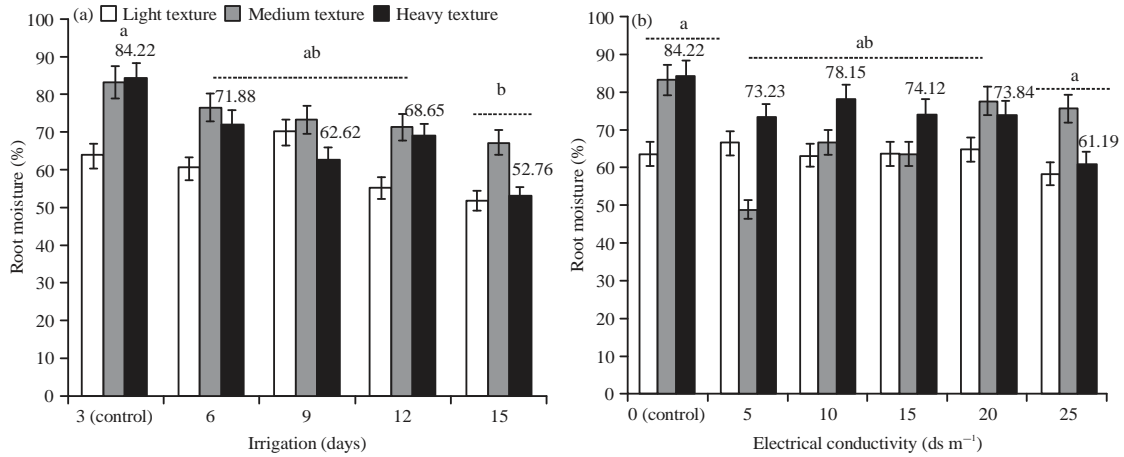 (a) Light texture Medium texture Heavy texture
100
90
80
70
60
50
40
30
20
10
0
Root moisture (%)
a
84.22
ab
71.88
62.62
68.65
b
52.76
3 (control) 6 9 12 15
Irrigation (days)
(b)
100
90
80
70
60
50
40
30
20
10
0
Root moisture (%)
a
84.22
ab
73.23
78.15
74.12
73.84
a
61.19
0 (control) 5 10 15 20 25
Electrical conductivity (ds m⁻¹)